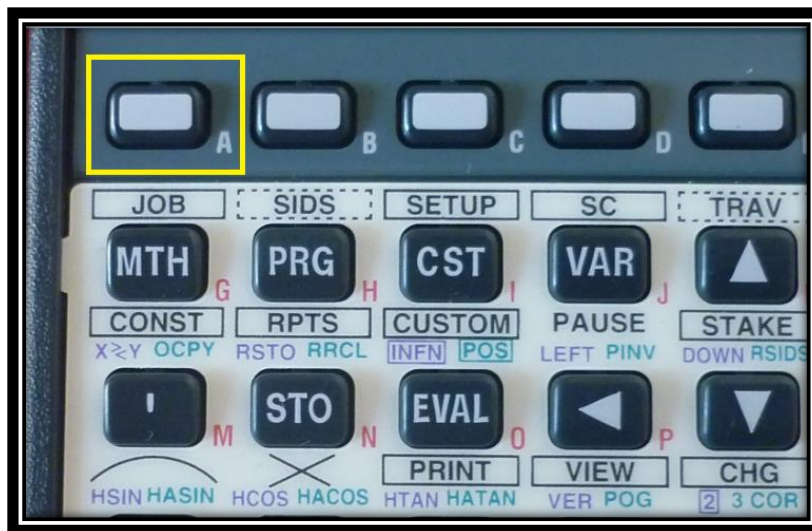 A B C D
JOB SIDS SETUP SC TRAV
MTH G PRG H CST I VAR J
CONST RPTS CUSTOM PAUSE STAKE
X≷Y OCPY RSTO RRCL INFN POS LEFT PINV DOWN RSIDS
' M STO N EVAL O P
PRINT VIEW CHG
HSIN HASIN HCOS HACOS HTAN HATAN VER POG 2 3 COR